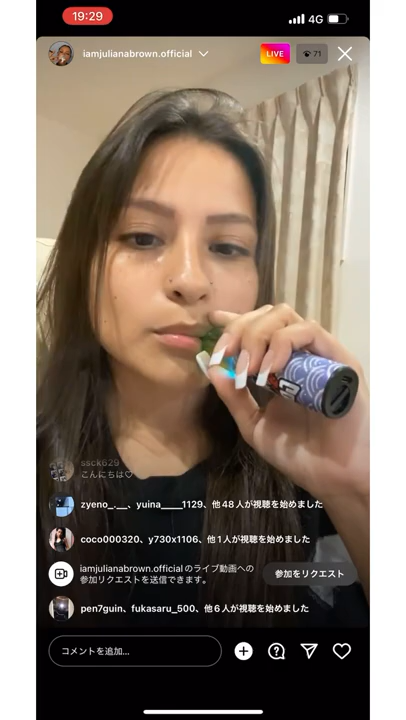 19:29
4G
iamjulianabrown.official
LIVE
71
ssck629
こんにちは♡
zyeno_.__、yuina____1129、他48人が視聴を始めました
coco000320、y730x1106、他1人が視聴を始めました
iamjulianabrown.officialのライブ動画への
参加リクエストを送信できます。
参加をリクエスト
pen7guin、fukasaru_500、他6人が視聴を始めました
コメントを追加...